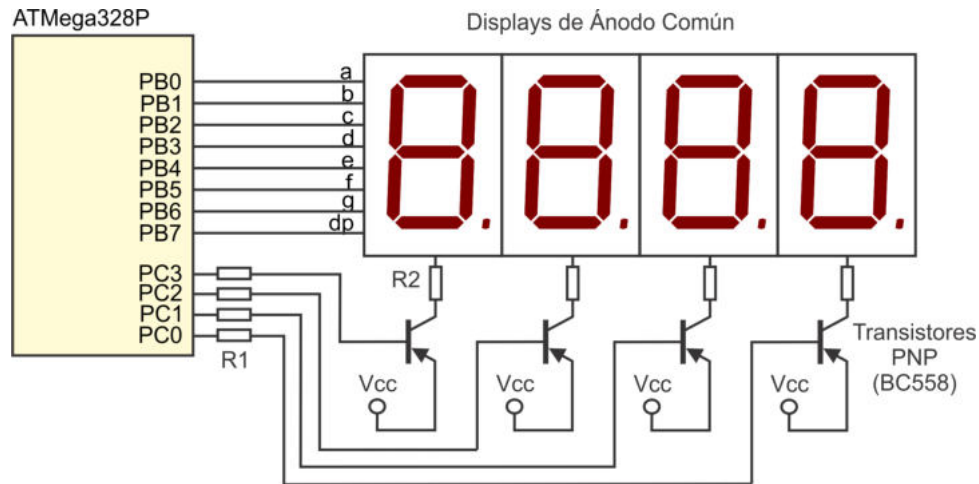 ATMega328P
Displays de Ánodo Común
PB0
a
PB1
b
PB2
c
PB3
d
PB4
e
PB5
f
PB6
g
PB7
dp
PC3
PC2
PC1
PC0
R1
R2
Vcc
Vcc
Vcc
Vcc
Transistores
PNP
(BC558)